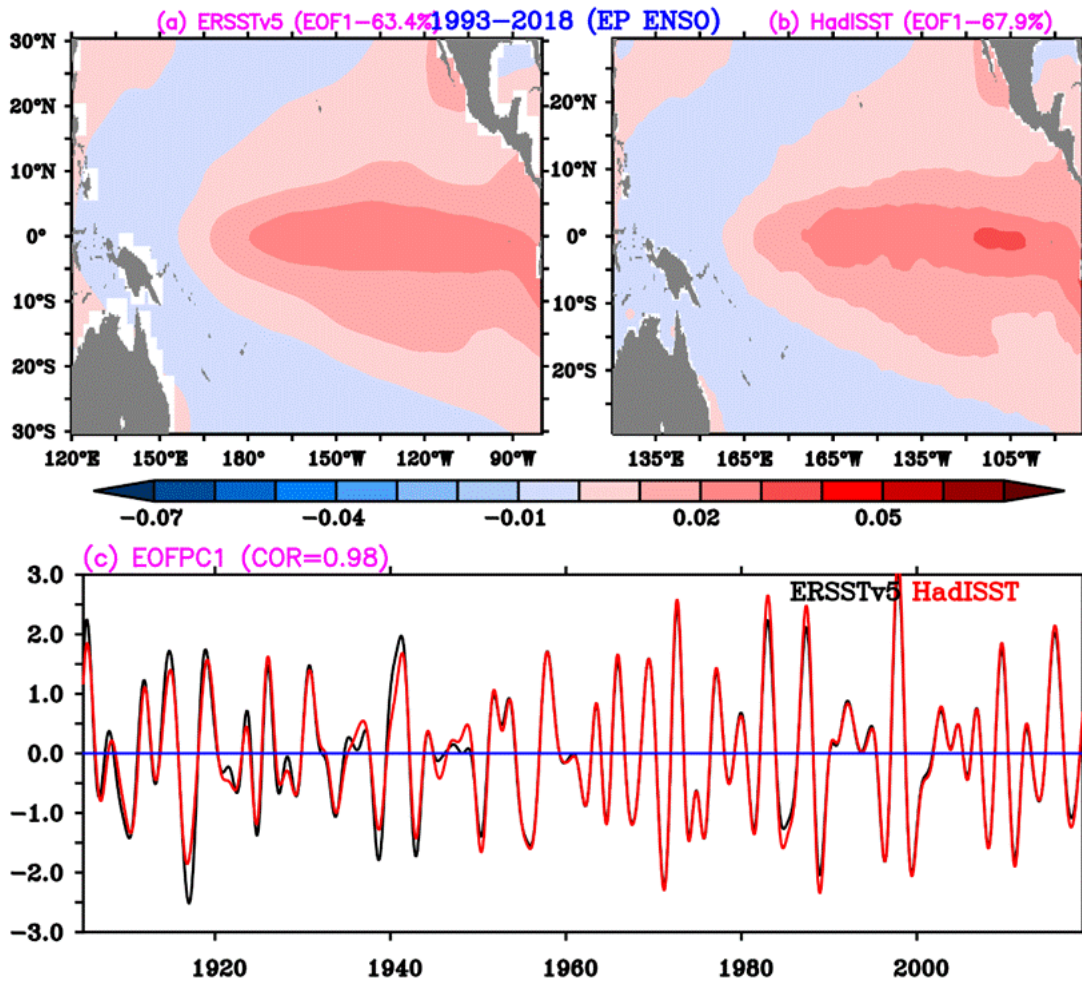 (a) ERSSTv5 (EOF1-63.4%) 1993-2018 (EP ENSO) (b) HadISST (EOF1-67.9%)
30°N
20°N 20°N
10°N 10°N
0° 0°
10°S 10°S
20°S 20°S
30°S
120°E 150°E 180° 150°W 120°W 90°W 135°E 165°E 165°W 135°W 105°W
-0.07 -0.04 -0.01 0.02 0.05
(c) EOFPC1 (COR=0.98)
3.0
ERSSTv5 HadISST
2.0
1.0
0.0
-1.0
-2.0
-3.0
1920 1940 1960 1980 2000